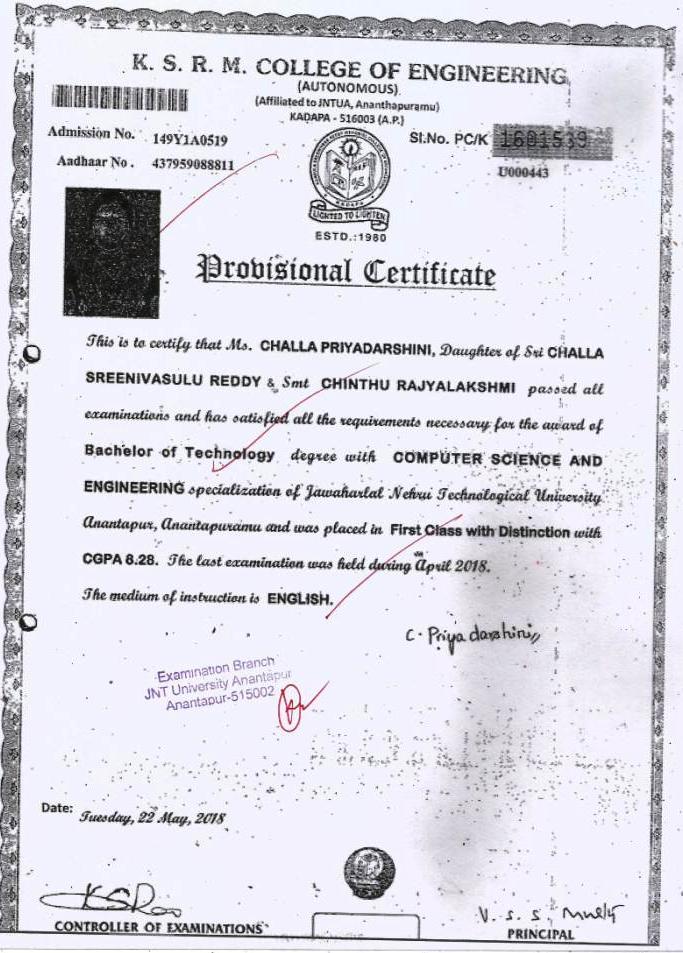 K. S. R. M. COLLEGE OF ENGINEERING
(AUTONOMOUS)
(Affiliated to JNTUA, Ananthapuramu)
KADAPA - 516003 (A.P.)
Admission No. 149Y1A0519
Aadhaar No. 437959088811
Sl.No. PC/K 1601539
U000443
KADAPA
LIGHTED TO LIGHTEN
ESTD.:1980
Provisional Certificate
This is to certify that Ms. CHALLA PRIYADARSHINI, Daughter of Sri CHALLA
SREENIVASULU REDDY & Smt CHINTHU RAJYALAKSHMI passed all
examinations and has satisfied all the requirements necessary for the award of
Bachelor of Technology degree with COMPUTER SCIENCE AND
ENGINEERING specialization of Jawaharlal Nehru Technological University
Anantapur, Anantapuramu and was placed in First Class with Distinction with
CGPA 8.28. The last examination was held during April 2018.
The medium of instruction is ENGLISH.
C. Priyadarshini
Examination Branch
JNT University Anantapur
Anantapur-515002
Date: Tuesday, 22 May, 2018
KSRao
V. S. S. Murty
CONTROLLER OF EXAMINATIONS
PRINCIPAL